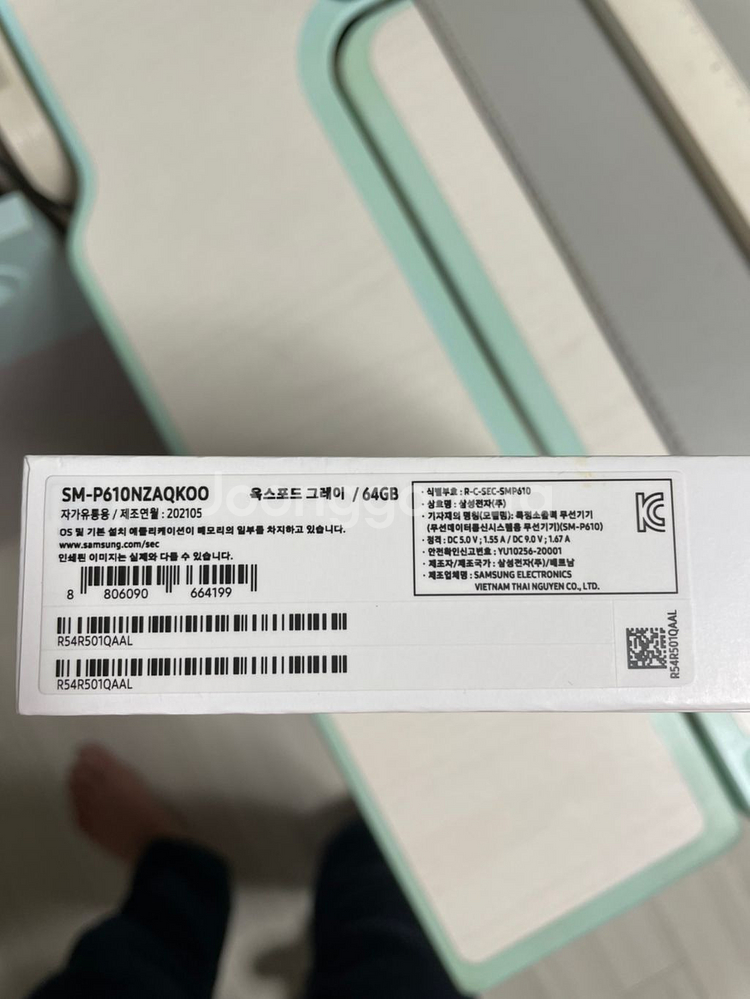 SM-P610NZAQKOO 옥스포드 그레이 / 64GB
자가유통용 / 제조연월 : 202105
OS 및 기본 설치 애플리케이션이 메모리의 일부를 차지하고 있습니다.
www.samsung.com/sec
인쇄된 이미지는 실제와 다를 수 있습니다.
8 806090 664199
R54R501QAAL
R54R501QAAL
· 식별부호 : R-C-SEC-SMP610
· 상호명 : 삼성전자(주)
· 기자재의 명칭(모델명): 특정소출력 무선기기
(무선데이터통신시스템용 무선기기)(SM-P610)
· 정격 : DC 5.0 V ; 1.55 A / DC 9.0 V ; 1.67 A
· 안전확인신고번호 : YU10256-20001
· 제조자/제조국가 : 삼성전자(주)/베트남
· 제조업체명 : SAMSUNG ELECTRONICS
VIETNAM THAI NGUYEN CO., LTD.
R54R501QAAL